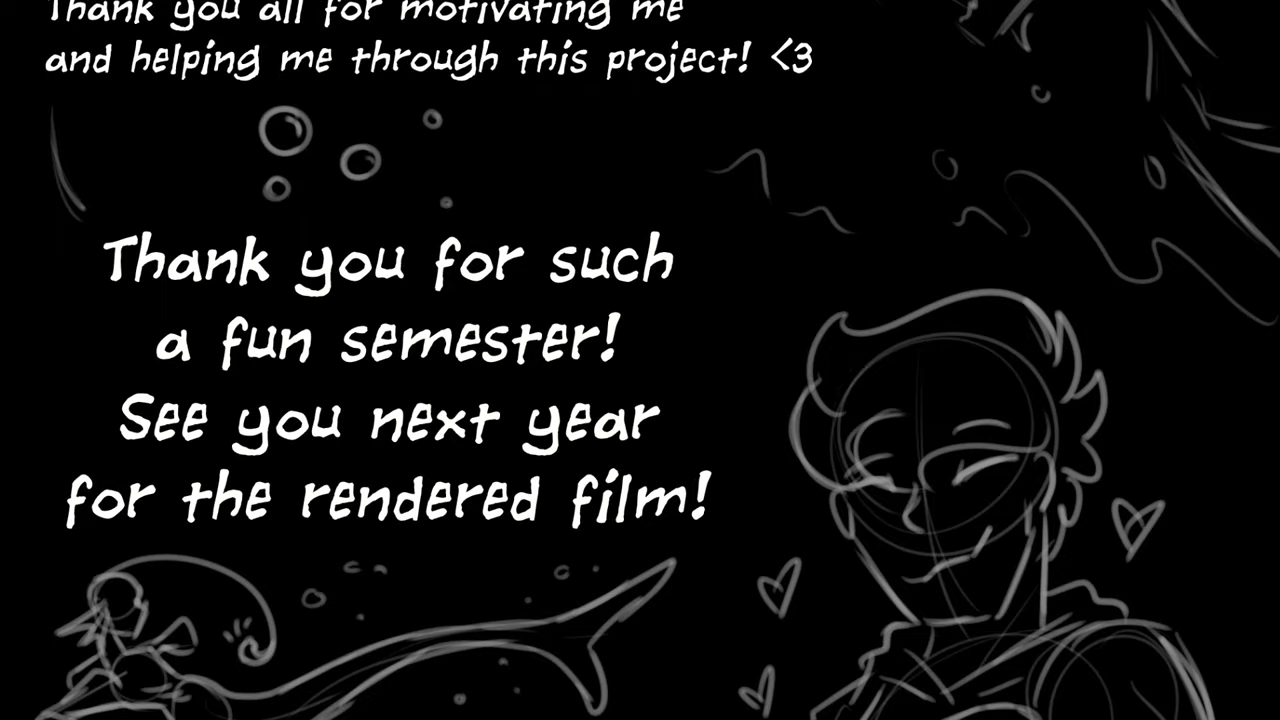 Thank you all for motivating me
and helping me through this project! <3
Thank you for such
a fun semester!
See you next year
for the rendered film!